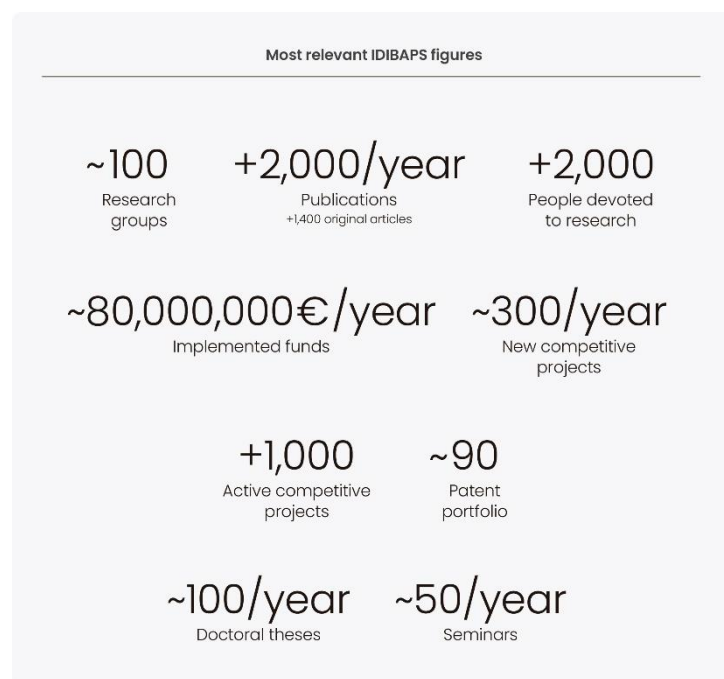 Most relevant IDIBAPS figures
~100
Research
groups
+2,000/year
Publications
+1,400 original articles
+2,000
People devoted
to research
~80,000,000€/year
Implemented funds
~300/year
New competitive
projects
+1,000
Active competitive
projects
~90
Patent
portfolio
~100/year
Doctoral theses
~50/year
Seminars